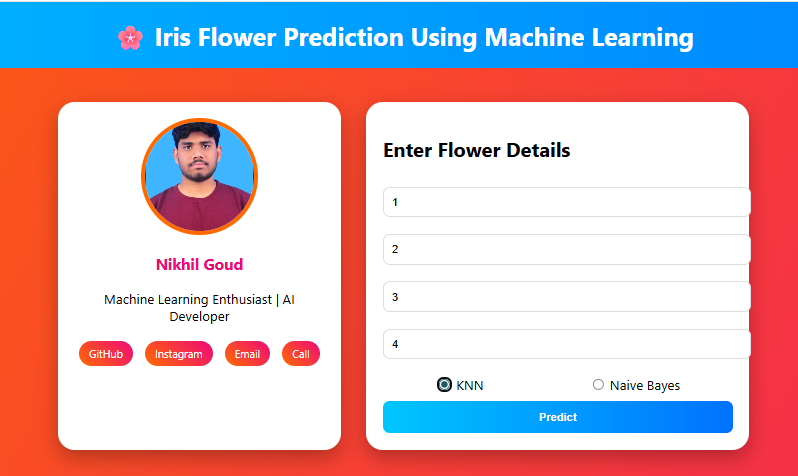 🌸 Iris Flower Prediction Using Machine Learning
Nikhil Goud
Machine Learning Enthusiast | AI
Developer
GitHub Instagram Email Call
Enter Flower Details
1
2
3
4
KNN Naive Bayes
Predict